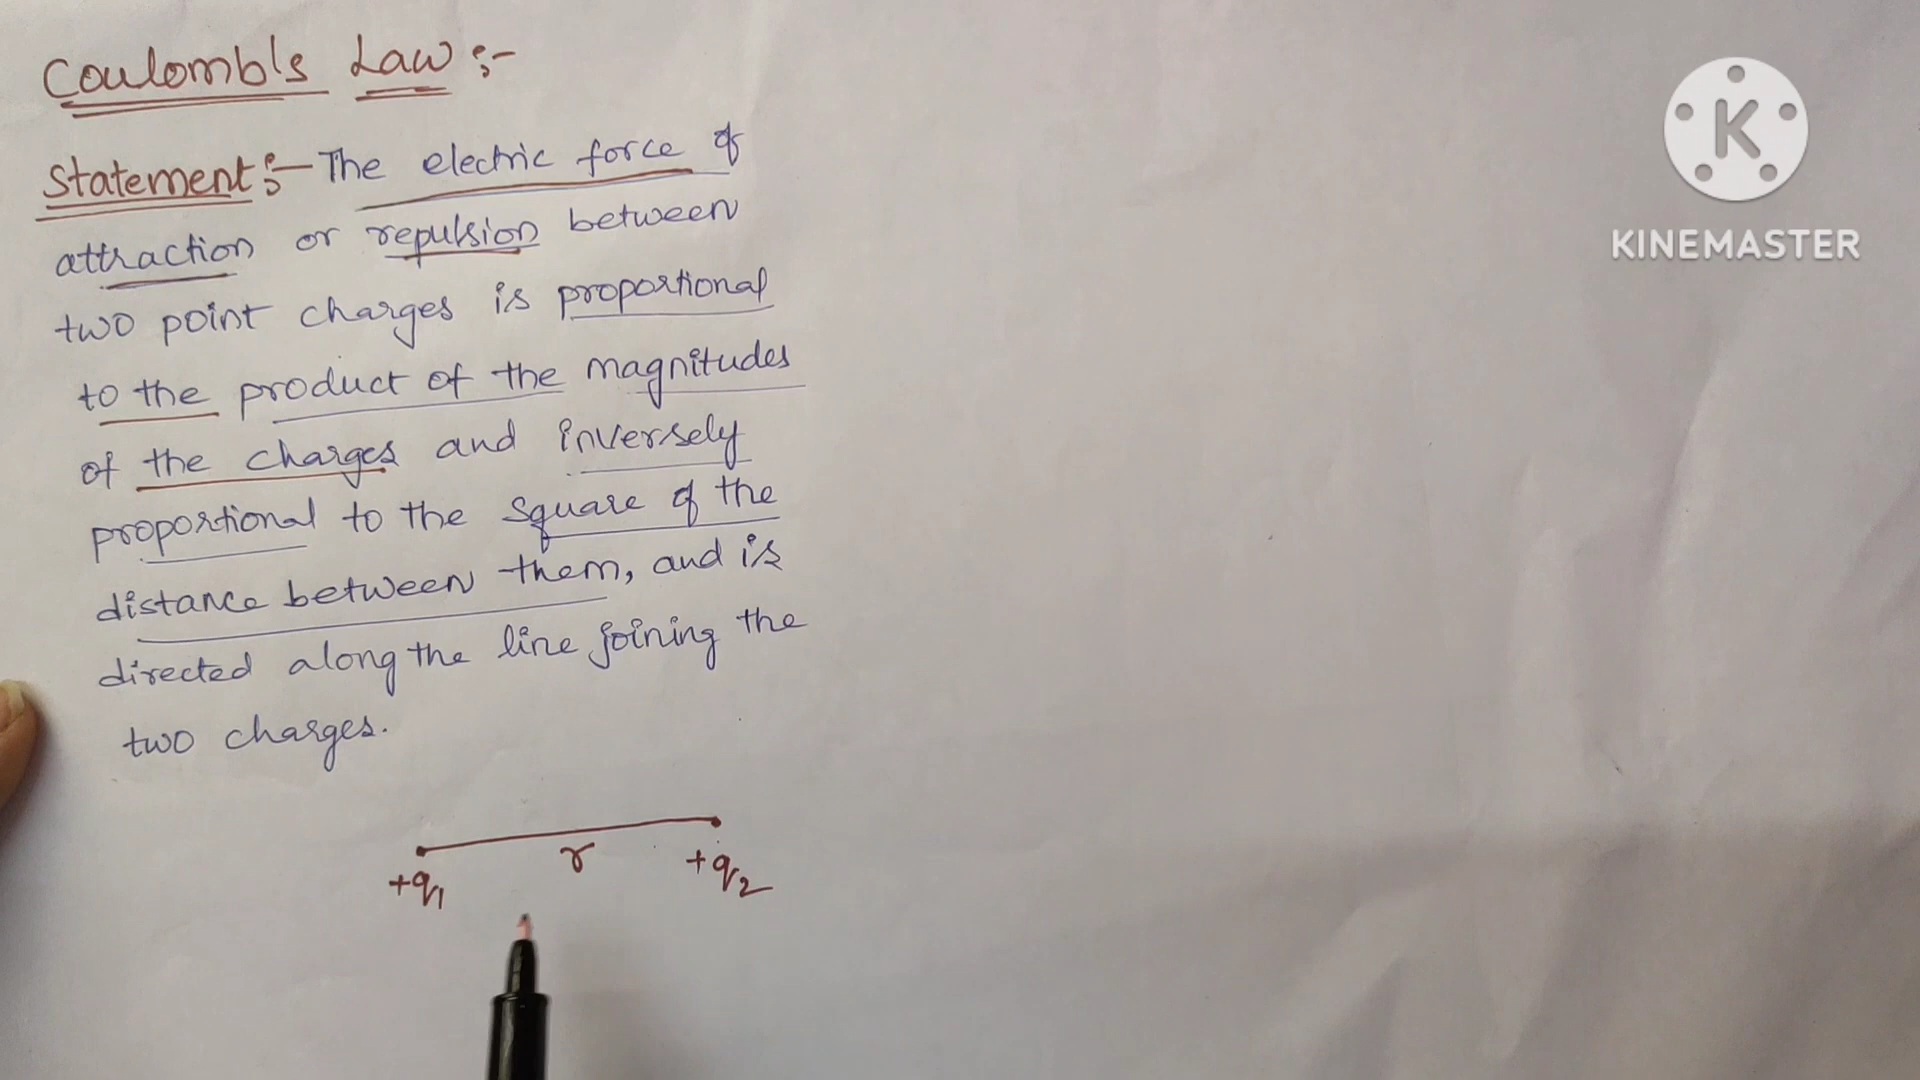 Coulomb's Law :-
Statement :- The electric force of
attraction or repulsion between
two point charges is proportional
to the product of the magnitudes
of the charges and inversely
proportional to the square of the
distance between them, and is
directed along the line joining the
two charges.
+q1 r +q2
K
KINEMASTER